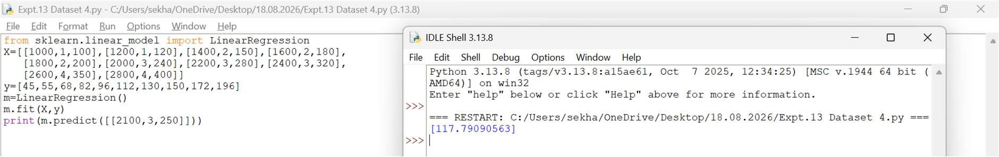 Expt.13 Dataset 4.py - C:/Users/sekha/OneDrive/Desktop/18.08.2026/Expt.13 Dataset 4.py (3.13.8)
File Edit Format Run Options Window Help
from sklearn.linear_model import LinearRegression
X=[[1000,1,100],[1200,1,120],[1400,2,150],[1600,2,180],
[1800,2,200],[2000,3,240],[2200,3,280],[2400,3,320],
[2600,4,350],[2800,4,400]]
y=[45,55,68,82,96,112,130,150,172,196]
m=LinearRegression()
m.fit(X,y)
print(m.predict([[2100,3,250]]))
IDLE Shell 3.13.8
File Edit Shell Debug Options Window Help
Python 3.13.8 (tags/v3.13.8:a15ae61, Oct  7 2025, 12:34:25) [MSC v.1944 64 bit (
AMD64)] on win32
Enter "help" below or click "Help" above for more information.
>>>
=== RESTART: C:/Users/sekha/OneDrive/Desktop/18.08.2026/Expt.13 Dataset 4.py ===
[117.79090563]
>>>